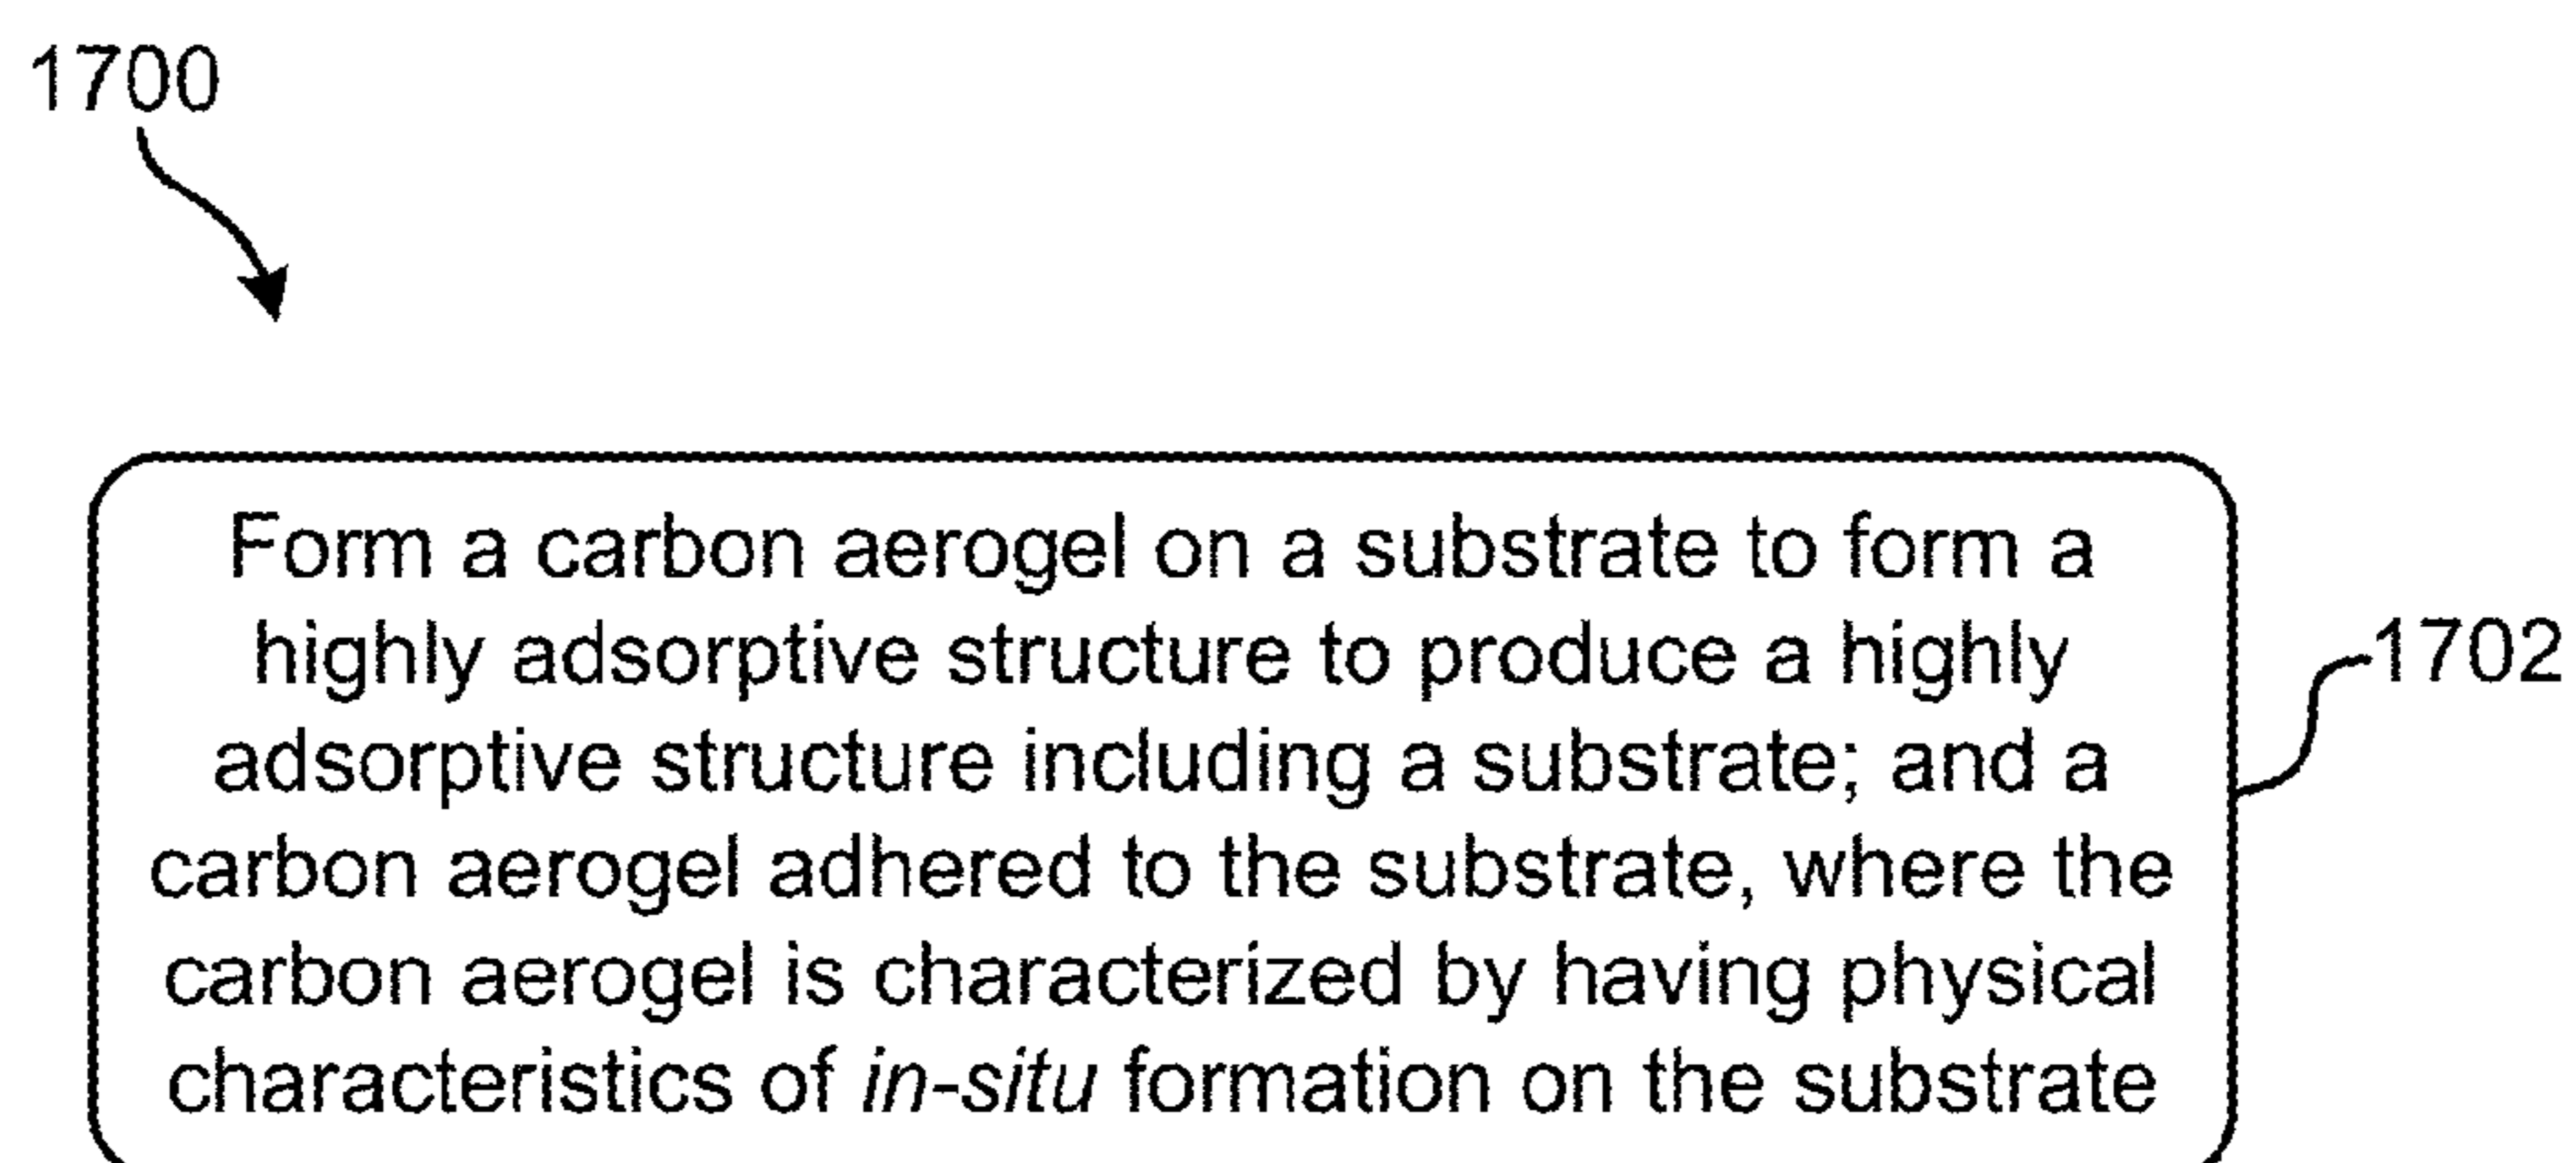 1700
Form a carbon aerogel on a substrate to form a
highly adsorptive structure to produce a highly
adsorptive structure including a substrate; and a
carbon aerogel adhered to the substrate, where the
carbon aerogel is characterized by having physical
characteristics of in-situ formation on the substrate
1702